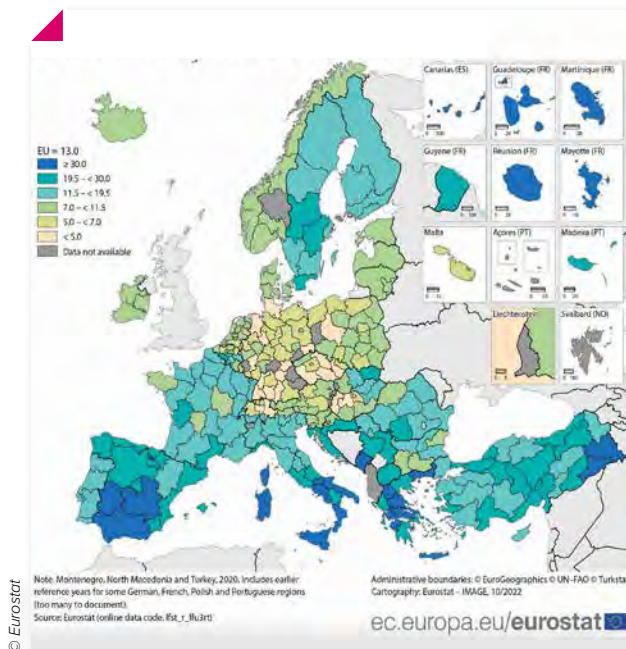 Canarias (ES)
Guadeloupe (FR)
Martinique (FR)
EU = 13.0
≥ 30.0
19.5 – < 30.0
11.5 – < 19.5
7.0 – < 11.5
5.0 – < 7.0
< 5.0
Data not available
Guyane (FR)
Réunion (FR)
Mayotte (FR)
Malta
Açores (PT)
Madeira (PT)
Liechtenstein
Svalbard (NO)
Note: Montenegro, North Macedonia and Turkey, 2020. Includes earlier
reference years for some German, French, Polish and Portuguese regions
(too many to document).
Source: Eurostat (online data code: lfst_r_lfu3rt)
Administrative boundaries: © EuroGeographics © UN–FAO © Turkstat
Cartography: Eurostat – IMAGE, 10/2022
ec.europa.eu/eurostat
© Eurostat